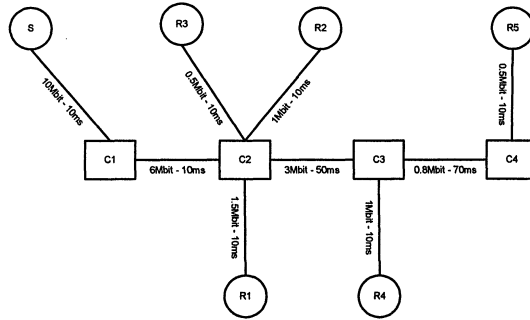 S
R3
R2
R5
10Mbit - 10ms
0.5Mbit - 10ms
1Mbit - 10ms
0.5Mbit - 10ms
C1
C2
C3
C4
6Mbit - 10ms
3Mbit - 50ms
0.8Mbit - 70ms
1.5Mbit - 10ms
1Mbit - 10ms
R1
R4